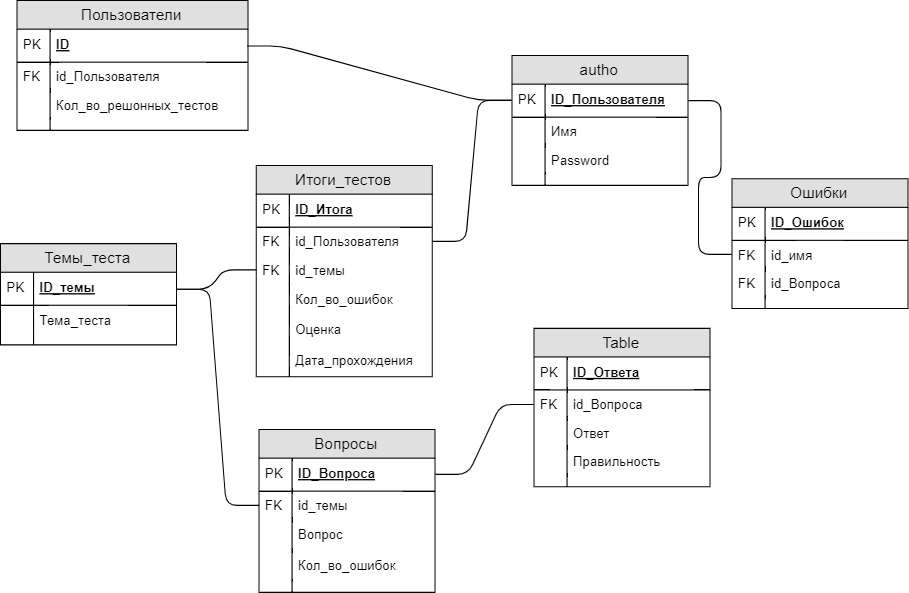 Пользователи
PK ID
FK id_Пользователя
Кол_во_решонных_тестов
autho
PK ID_Пользователя
Имя
Password
Итоги_тестов
PK ID_Итога
FK id_Пользователя
FK id_темы
Кол_во_ошибок
Оценка
Дата_прохождения
Ошибки
PK ID_Ошибок
FK id_имя
FK id_Вопроса
Темы_теста
PK ID_темы
Тема_теста
Table
PK ID_Ответа
FK id_Вопроса
Ответ
Правильность
Вопросы
PK ID_Вопроса
FK id_темы
Вопрос
Кол_во_ошибок